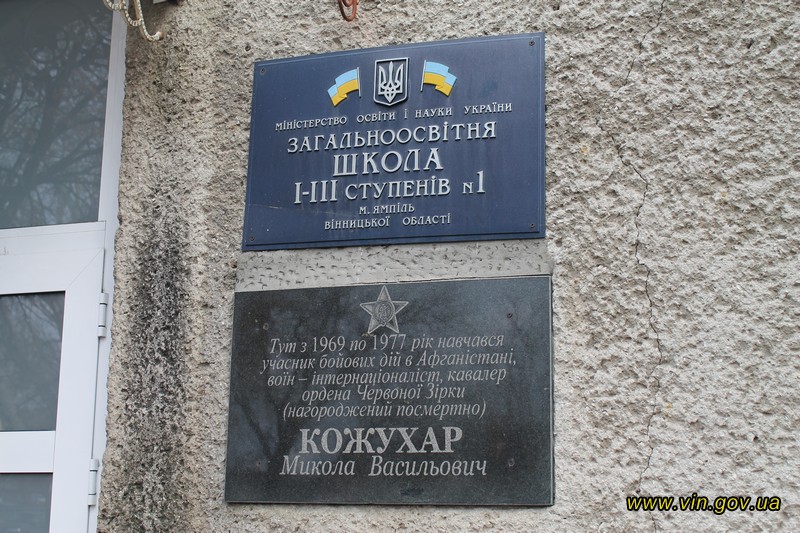 МІНІСТЕРСТВО ОСВІТИ І НАУКИ УКРАЇНИ
ЗАГАЛЬНООСВІТНЯ
ШКОЛА
І-ІІІ СТУПЕНІВ №1
М. ЯМПІЛЬ
ВІННИЦЬКОЇ ОБЛАСТІ
Тут з 1969 по 1977 рік навчався
учасник бойових дій в Афганістані,
воїн – інтернаціоналіст, кавалер
ордена Червоної Зірки
(нагороджений посмертно)
КОЖУХАР
Микола Васильович
www.vin.gov.ua